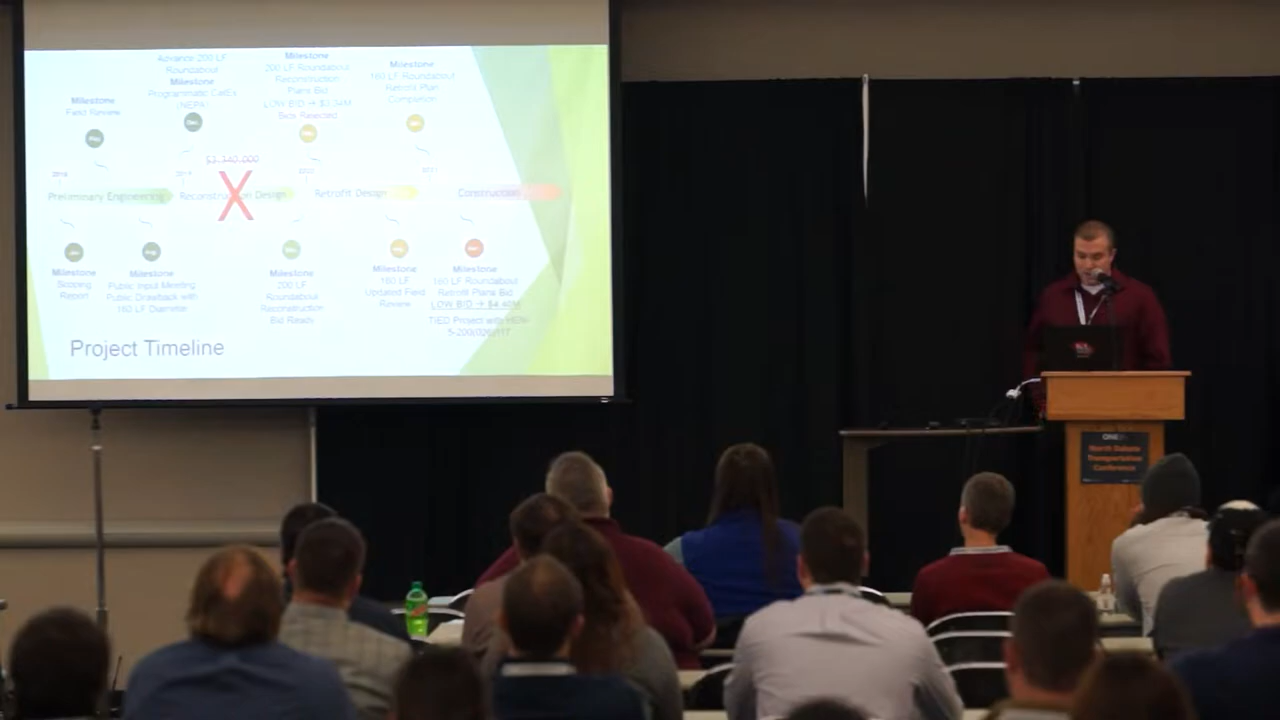 Advance 200 LF
Roundabout
Milestone
Programmatic CatEx
(NEPA)
Milestone
200 LF Roundabout
Reconstruction
Plans Bid
Bids Rejected
Milestone
160 LF Roundabout
Retrofit Plan
Completion
Milestone
Field Review
$3,340,000
Preliminary Engineering
Reconstruction Design
X
Retrofit Design
Construction
Milestone
Scoping
Report
Milestone
Public Input Meeting
Public Drawback with
160 LF Diameter
Milestone
200 LF
Roundabout
Reconstruction
Bid Ready
Milestone
160 LF
Updated Field
Review
Milestone
160 LF Roundabout
Retrofit Plans Bid
LOW BID → $4.40M
TIED Project with
Project Timeline
North Dakota
Transportation
Conference